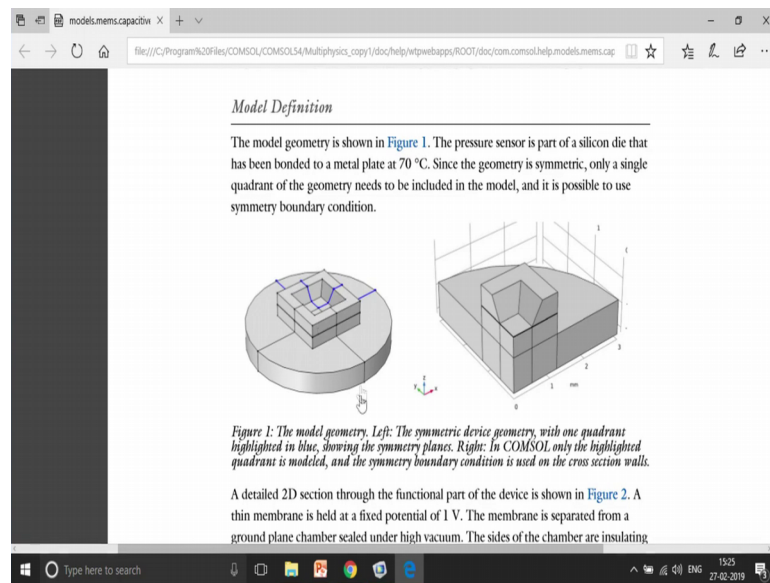 models.mems.capacitive
file:///C:/Program%20Files/COMSOL/COMSOL54/Multiphysics_copy1/doc/help/wtpwebapps/ROOT/doc/com.comsol.help.models.mems.cap
Model Definition
The model geometry is shown in Figure 1. The pressure sensor is part of a silicon die that
has been bonded to a metal plate at 70 °C. Since the geometry is symmetric, only a single
quadrant of the geometry needs to be included in the model, and it is possible to use
symmetry boundary condition.
1
z
y
x
0
1
mm
2
3
Figure 1: The model geometry. Left: The symmetric device geometry, with one quadrant
highlighted in blue, showing the symmetry planes. Right: In COMSOL only the highlighted
quadrant is modeled, and the symmetry boundary condition is used on the cross section walls.
A detailed 2D section through the functional part of the device is shown in Figure 2. A
thin membrane is held at a fixed potential of 1 V. The membrane is separated from a
ground plane chamber sealed under high vacuum. The sides of the chamber are insulating
Type here to search
ENG
15:25
27-02-2019